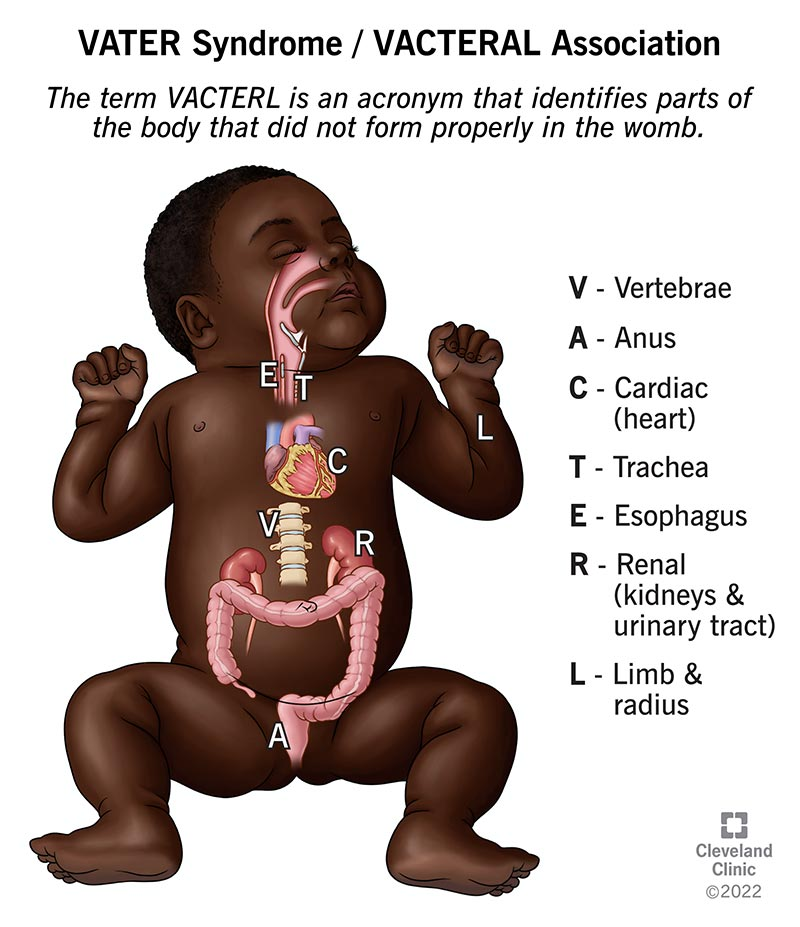 VATER Syndrome / VACTERAL Association
The term VACTERL is an acronym that identifies parts of
the body that did not form properly in the womb.
E
T
C
V
R
A
L
V - Vertebrae
A - Anus
C - Cardiac
(heart)
T - Trachea
E - Esophagus
R - Renal
(kidneys &
urinary tract)
L - Limb &
radius
Cleveland
Clinic
©2022